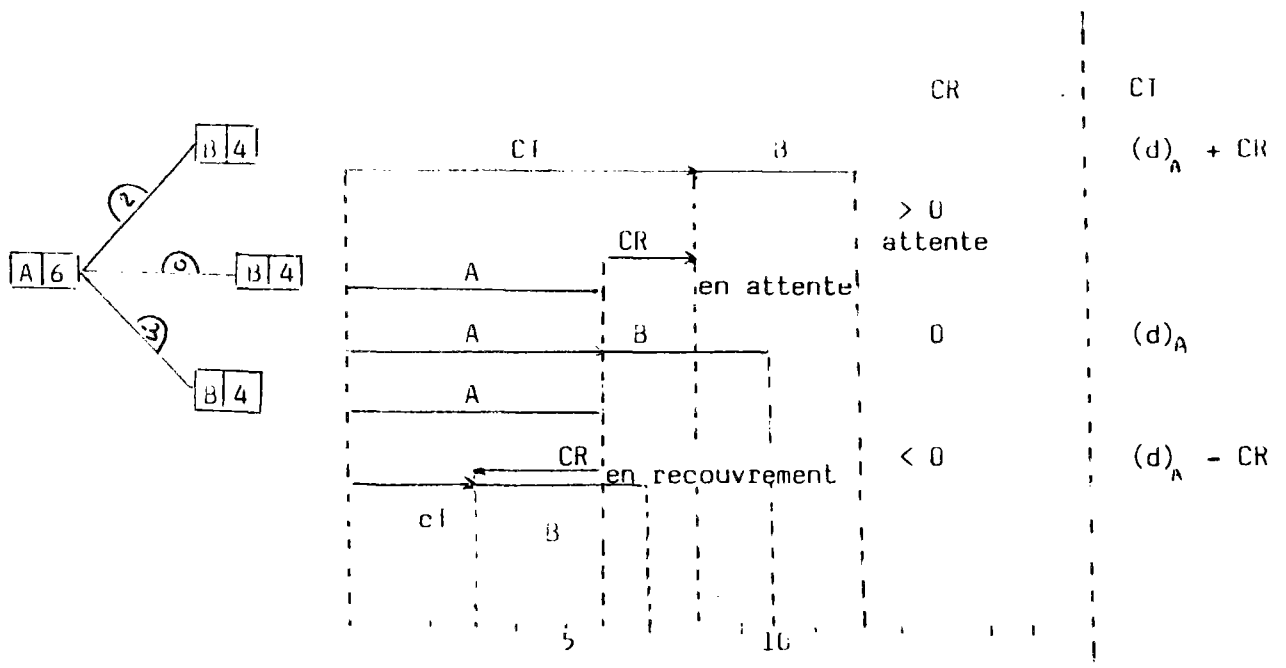 CR CT
B 4
CT B (d)A + CR
2
> 0
CR attente
A 6 0 B 4
A en attente
A B 0 (d)A
-3
B 4
A
CR < 0 (d)A - CR
en recouvrement
CT B
5 10